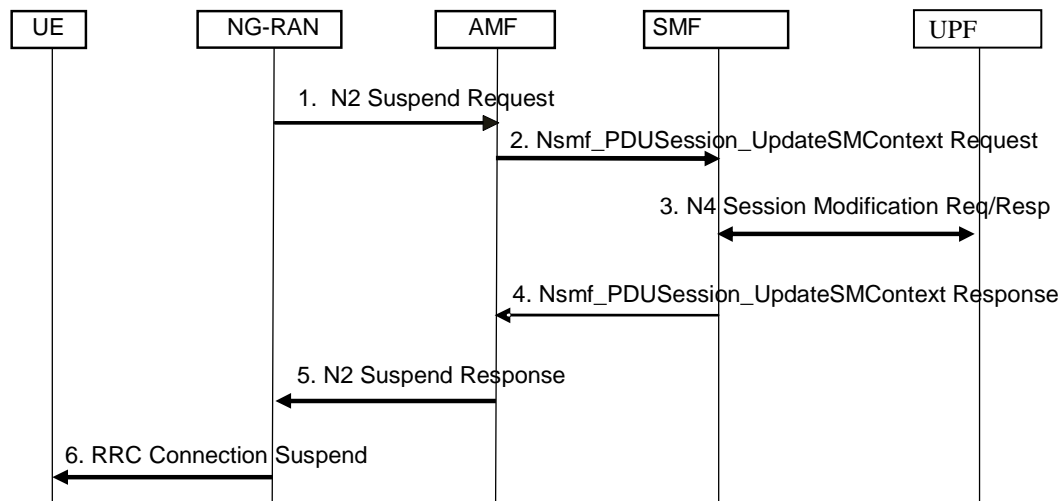 UE
NG-RAN
AMF
SMF
UPF
1. N2 Suspend Request
2. Nsmf_PDUSession_UpdateSMContext Request
3. N4 Session Modification Req/Resp
4. Nsmf_PDUSession_UpdateSMContext Response
5. N2 Suspend Response
6. RRC Connection Suspend